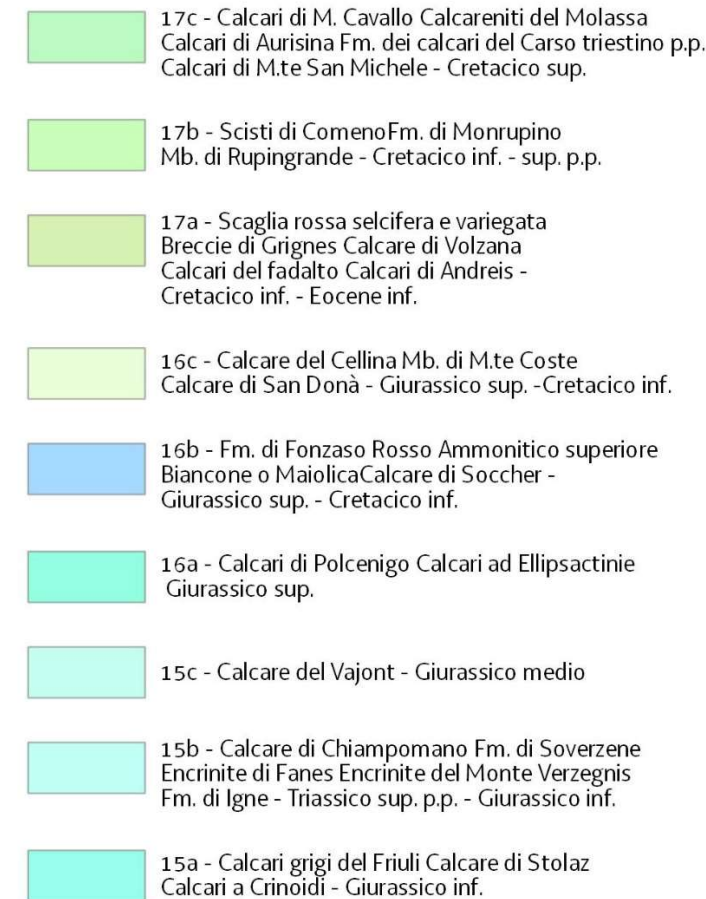 17c - Calcari di M. Cavallo Calcareniti del Molassa
Calcari di Aurisina Fm. dei calcari del Carso triestino p.p.
Calcari di M.te San Michele - Cretacico sup.
17b - Scisti di ComenoFm. di Monrupino
Mb. di Rupingrande - Cretacico inf. - sup. p.p.
17a - Scaglia rossa selcifera e variegata
Breccie di Grignes Calcare di Volzana
Calcari del fadalto Calcari di Andreis -
Cretacico inf. - Eocene inf.
16c - Calcare del Cellina Mb. di M.te Coste
Calcare di San Donà - Giurassico sup. -Cretacico inf.
16b - Fm. di Fonzaso Rosso Ammonitico superiore
Biancone o MaiolicaCalcare di Soccher -
Giurassico sup. - Cretacico inf.
16a - Calcari di Polcenigo Calcari ad Ellipsactinie
Giurassico sup.
15c - Calcare del Vajont - Giurassico medio
15b - Calcare di Chiampomano Fm. di Soverzene
Encrinite di Fanes Encrinite del Monte Verzegnis
Fm. di Igne - Triassico sup. p.p. - Giurassico inf.
15a - Calcari grigi del Friuli Calcare di Stolaz
Calcari a Crinoidi - Giurassico inf.